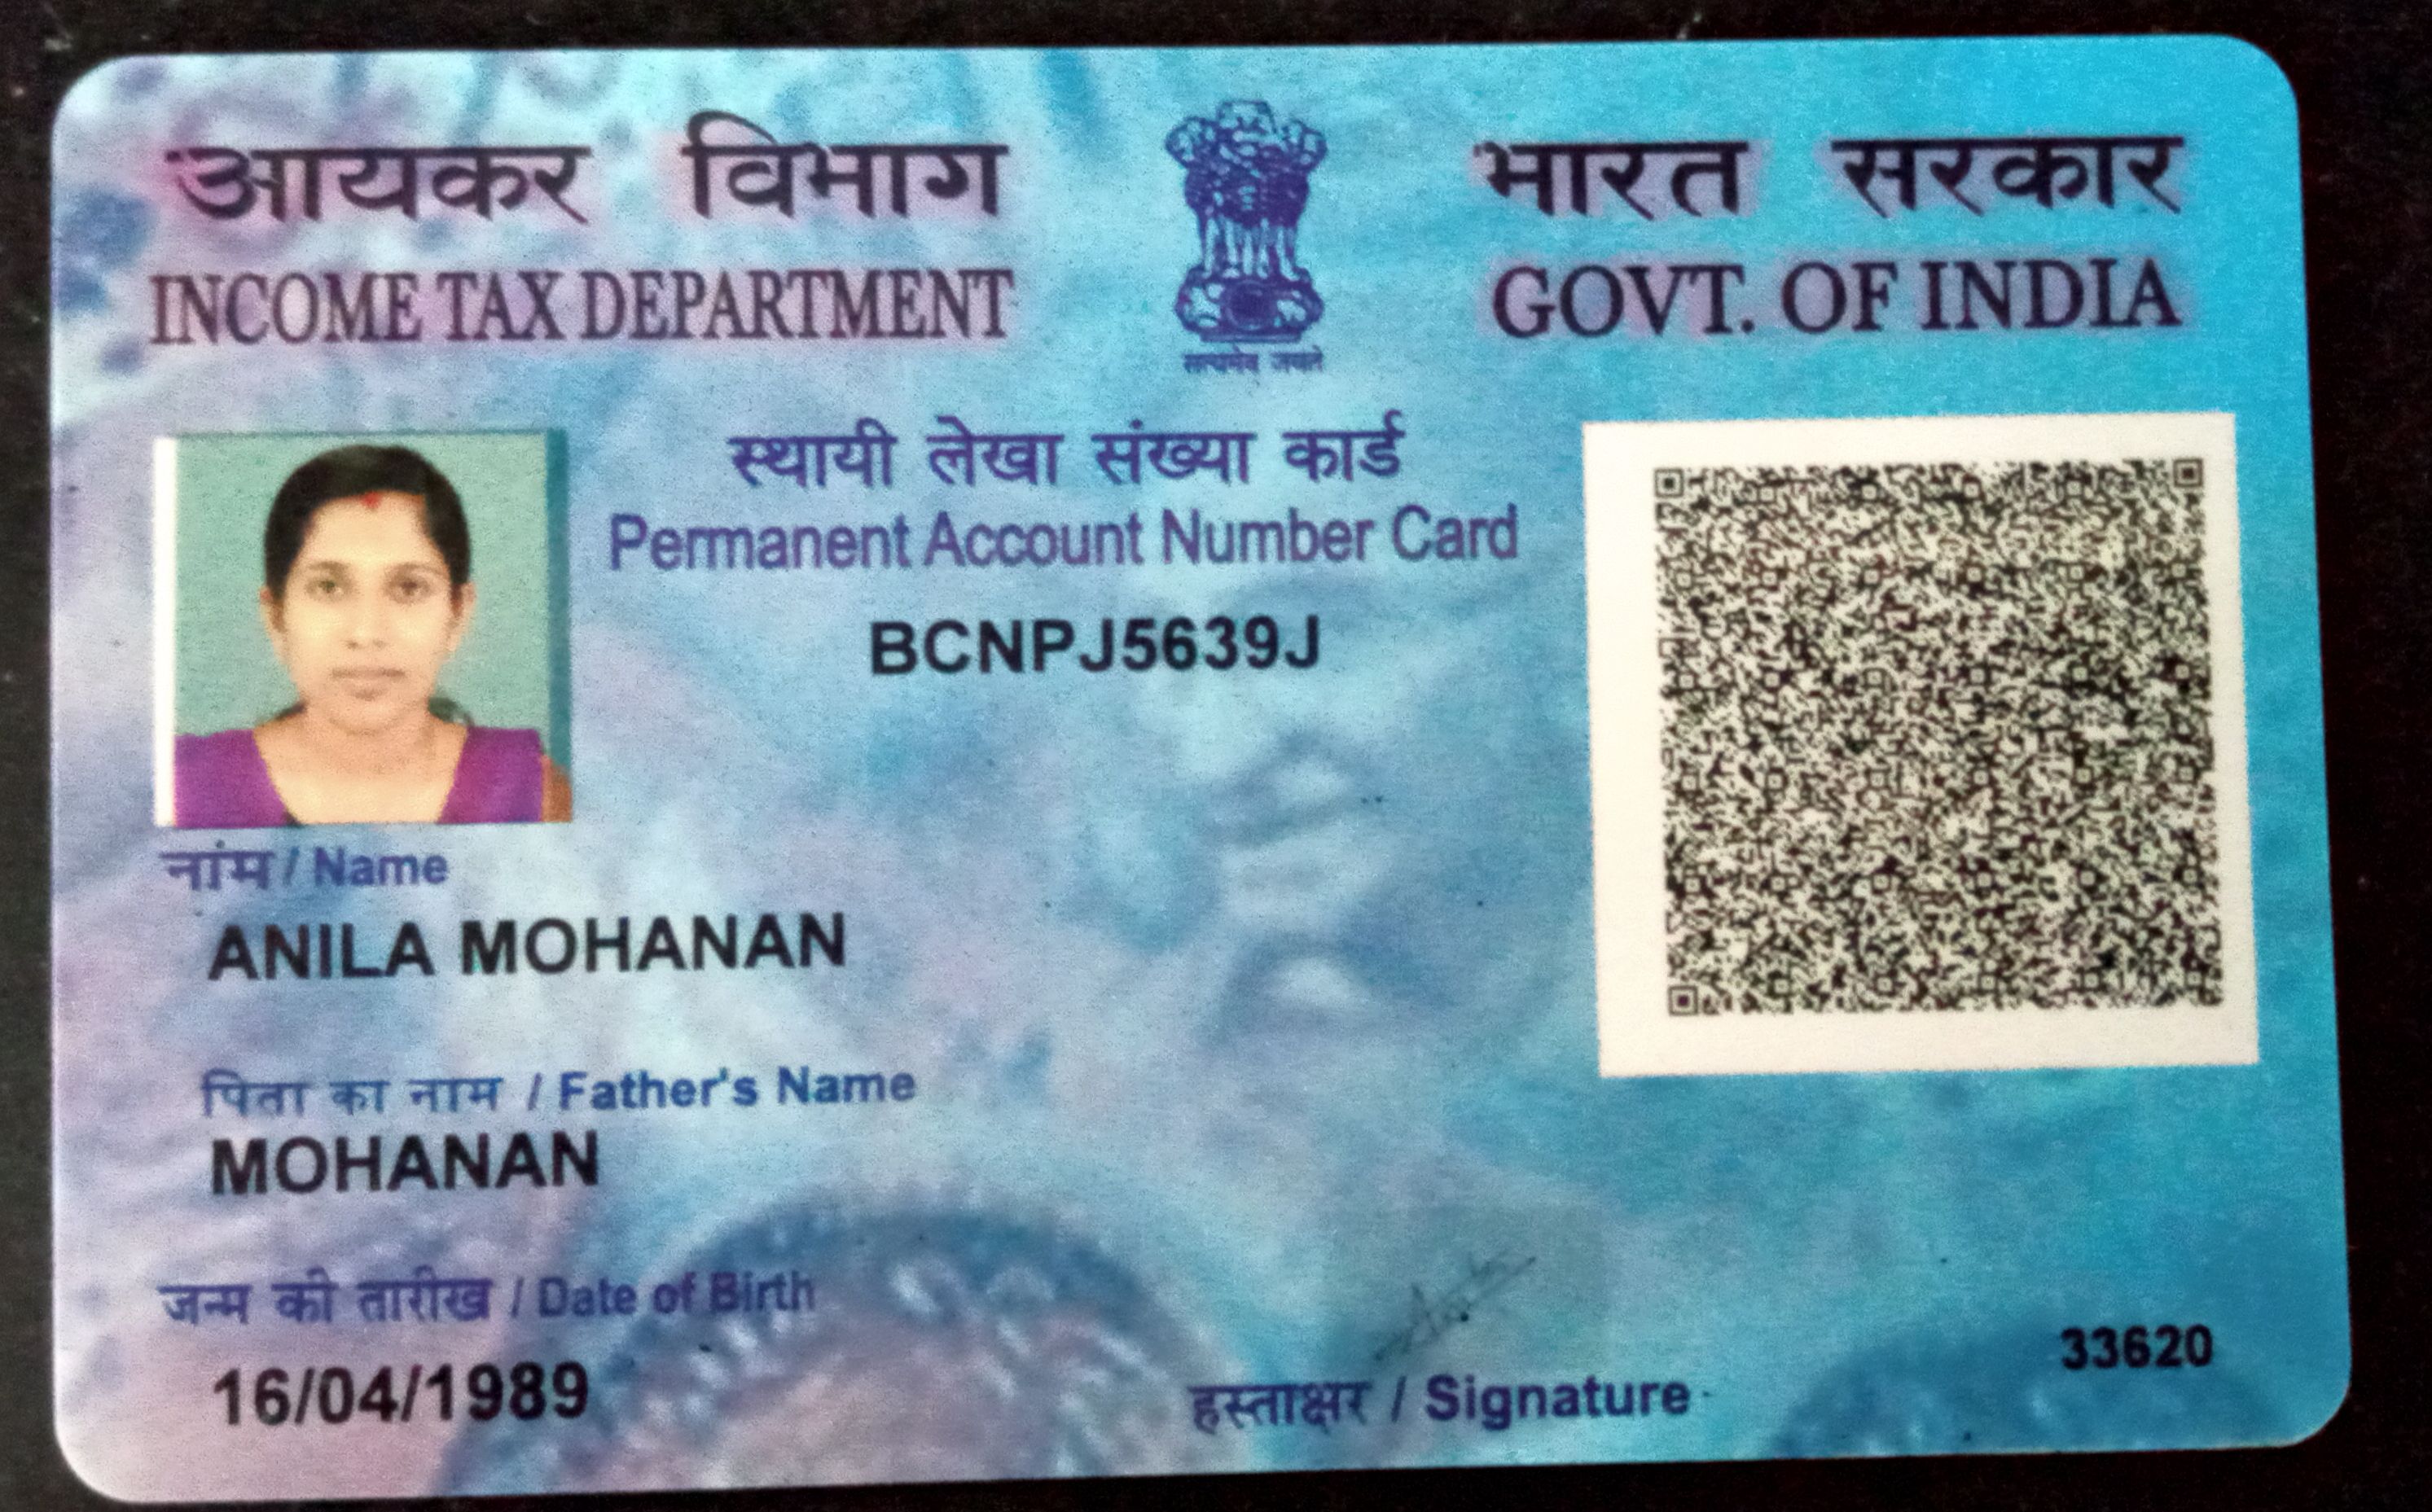 आयकर विभाग
INCOME TAX DEPARTMENT
सत्यमेव जयते
भारत सरकार
GOVT. OF INDIA
स्थायी लेखा संख्या कार्ड
Permanent Account Number Card
BCNPJ5639J
नांम / Name
ANILA MOHANAN
पिता का नाम / Father's Name
MOHANAN
जन्म की तारीख / Date of Birth
16/04/1989
हस्ताक्षर / Signature
33620